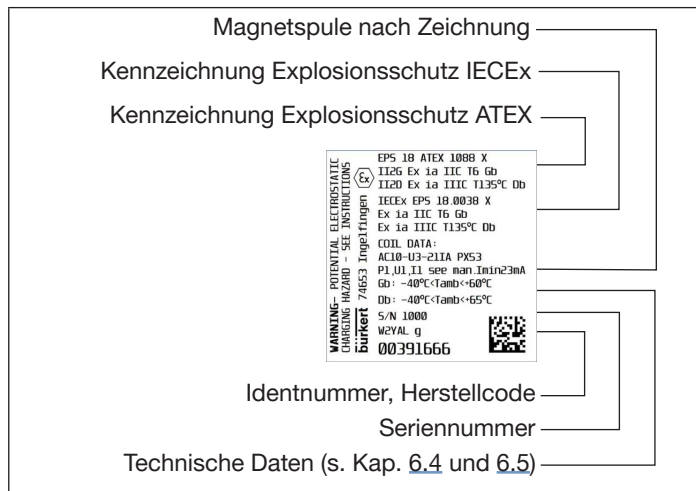 Magnetspule nach Zeichnung
Kennzeichnung Explosionsschutz IECEx
Kennzeichnung Explosionsschutz ATEX
WARNING– POTENTIAL ELECTROSTATIC
CHARGING HAZARD - SEE INSTRUCTIONS
bürkert 74653 Ingelfingen
Ex
EPS 18 ATEX 1088 X
II2G Ex ia IIC T6 Gb
II2D Ex ia IIIC T135°C Db
IECEx EPS 18.0038 X
Ex ia IIC T6 Gb
Ex ia IIIC T135°C Db
COIL DATA:
AC10-U3-21IA PX53
P1,U1,I1 see man.Imin23mA
Gb: -40°C<Tamb<+60°C
Db: -40°C<Tamb<+65°C
S/N 1000
W2YAL g
00391666
Identnummer, Herstellcode
Seriennummer
Technische Daten (s. Kap. 6.4 und 6.5)